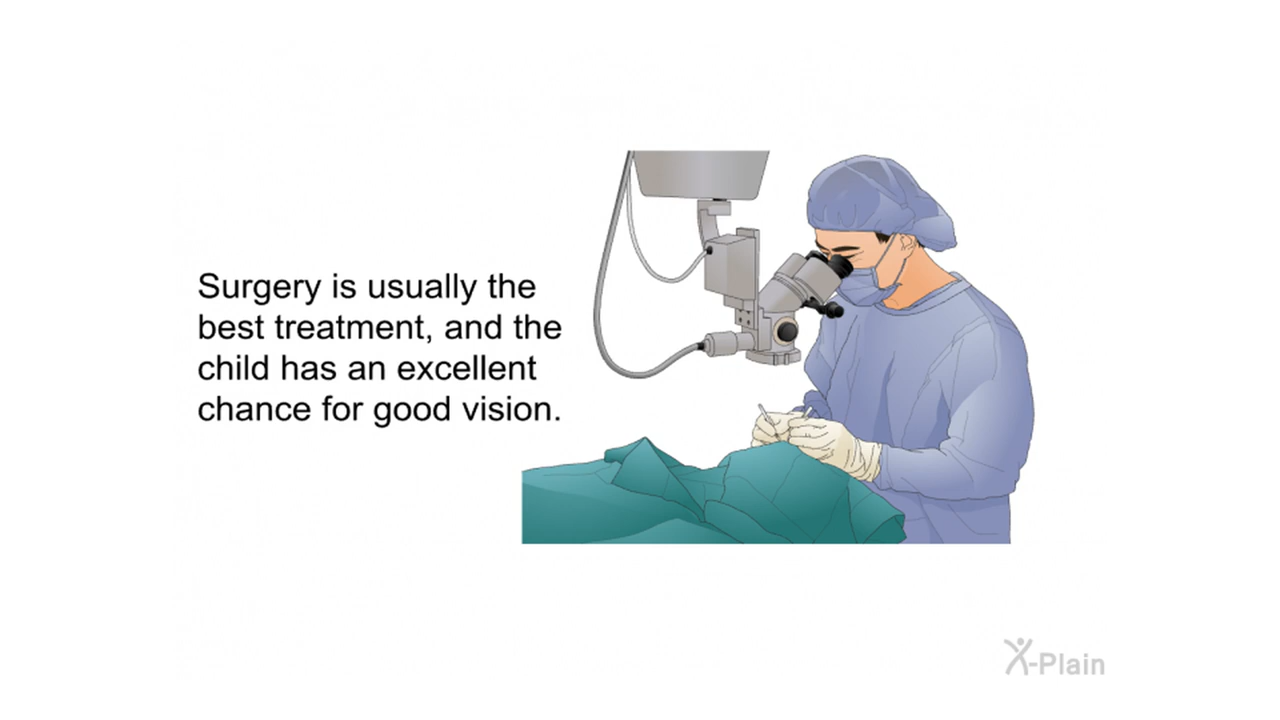 Surgery is usually the
best treatment, and the
child has an excellent
chance for good vision.
X-Plain